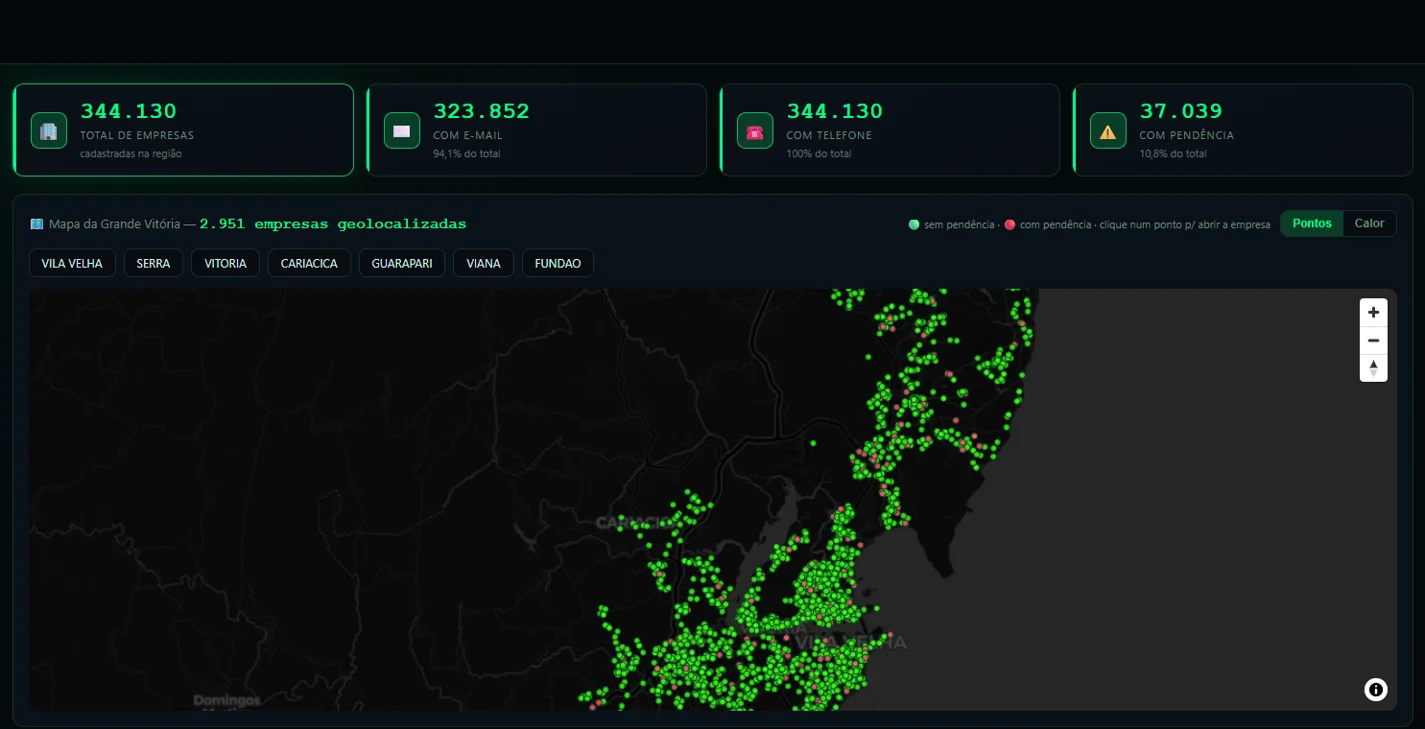 344.130
TOTAL DE EMPRESAS
cadastradas na região
323.852
COM E-MAIL
94,1% do total
344.130
COM TELEFONE
100% do total
37.039
COM PENDÊNCIA
10,8% do total
Mapa da Grande Vitória — 2.951 empresas geolocalizadas
sem pendência · com pendência · clique num ponto p/ abrir a empresa
Pontos
Calor
VILA VELHA
SERRA
VITORIA
CARIACICA
GUARAPARI
VIANA
FUNDAO
VILA VELHA
Domingos